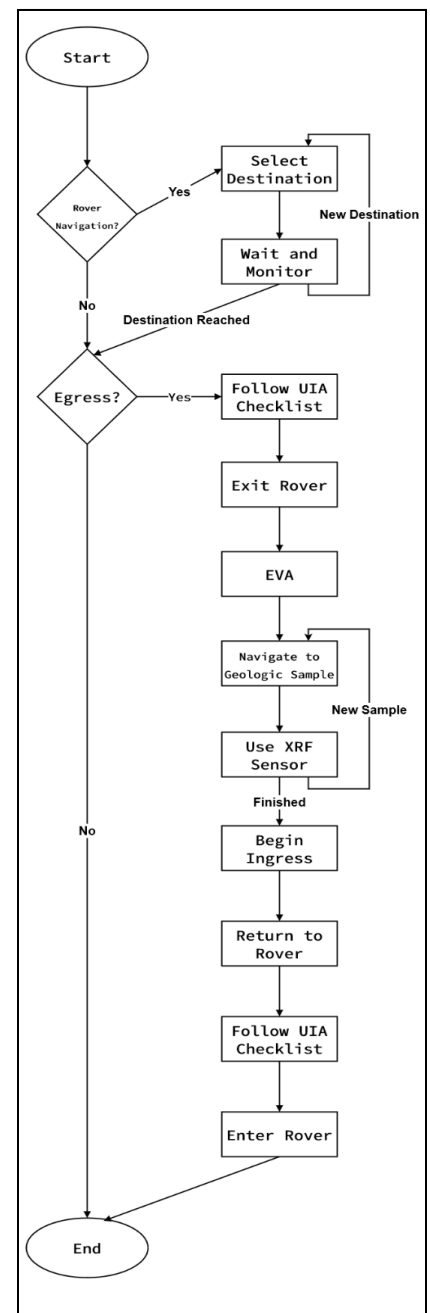 Start
Rover
Navigation?
Yes
Select
Destination
New Destination
Wait and
Monitor
No
Destination Reached
Egress?
Yes
Follow UIA
Checklist
Exit Rover
EVA
Navigate to
Geologic Sample
New Sample
Use XRF
Sensor
Finished
No
Begin
Ingress
Return to
Rover
Follow UIA
Checklist
Enter Rover
End